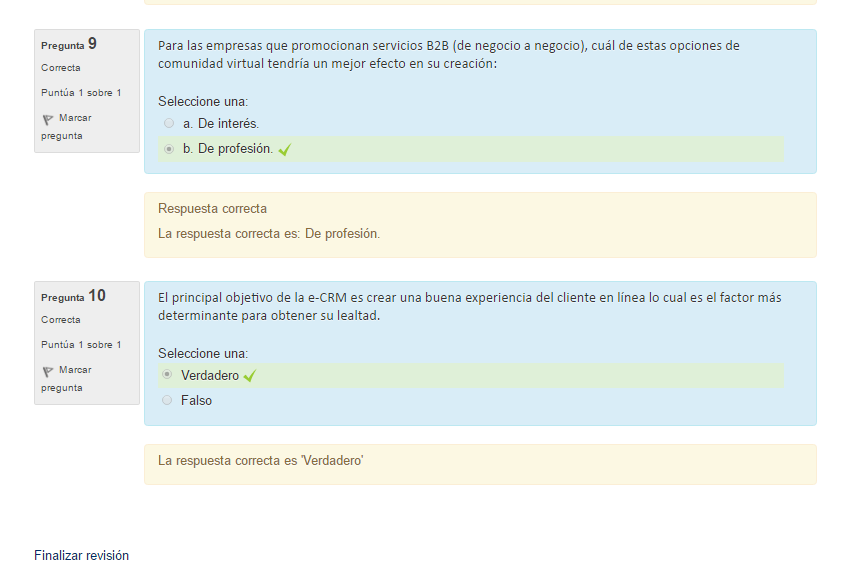 Pregunta 9
Correcta
Puntúa 1 sobre 1
Marcar
pregunta
Para las empresas que promocionan servicios B2B (de negocio a negocio), cuál de estas opciones de
comunidad virtual tendría un mejor efecto en su creación:
Seleccione una:
a. De interés.
b. De profesión.
Respuesta correcta
La respuesta correcta es: De profesión.
Pregunta 10
Correcta
Puntúa 1 sobre 1
Marcar
pregunta
El principal objetivo de la e-CRM es crear una buena experiencia del cliente en línea lo cual es el factor más
determinante para obtener su lealtad.
Seleccione una:
Verdadero
Falso
La respuesta correcta es 'Verdadero'
Finalizar revisión